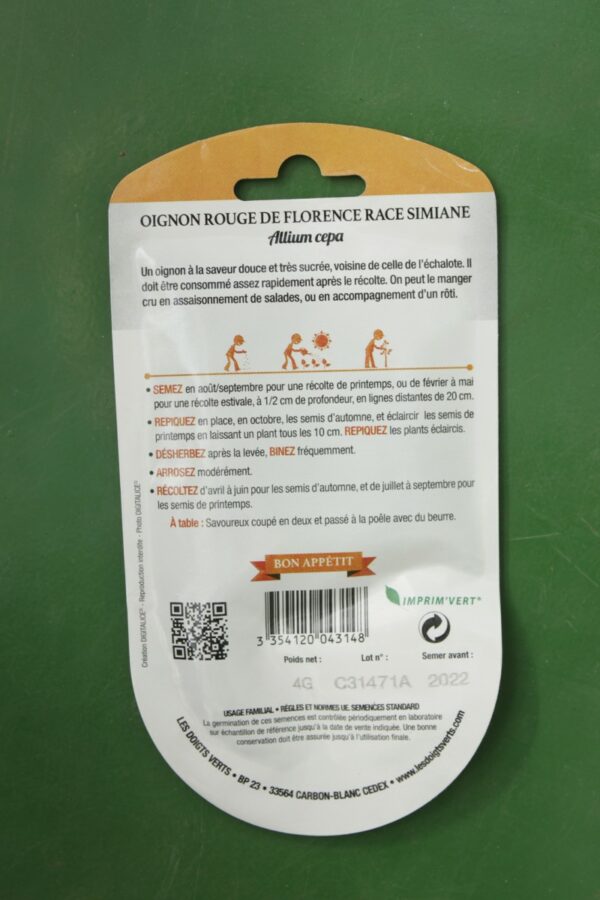 OIGNON ROUGE DE FLORENCE RACE SIMIANE
Allium cepa
Un oignon à la saveur douce et très sucrée, voisine de celle de l'échalote. Il
doit être consommé assez rapidement après le récolte. On peut le manger
cru en assaisonnement de salades, ou en accompagnement d'un rôti.
• SEMEZ en août/septembre pour une récolte de printemps, ou de février à mai
pour une récolte estivale, à 1/2 cm de profondeur, en lignes distantes de 20 cm.
• REPIQUEZ en place, en octobre, les semis d'automne, et éclaircir les semis de
printemps en laissant un plant tous les 10 cm. REPIQUEZ les plants éclaircis.
• DÉSHERBEZ après la levée, BINEZ fréquemment.
• ARROSEZ modérément.
• RÉCOLTEZ d'avril à juin pour les semis d'automne, et de juillet à septembre pour
les semis de printemps.
À table : Savoureux coupé en deux et passé à la poêle avec du beurre.
BON APPÉTIT
Création DIGITALICE© - Reproduction interdite - Photo DIGITALICE©
IMPRIM'VERT®
3 354120 043148
Poids net : Lot n° : Semer avant :
4G C31471A 2022
USAGE FAMILIAL • RÈGLES ET NORMES UE. SEMENCES STANDARD
La germination de ces semences est contrôlée périodiquement en laboratoire
sur échantillon de référence jusqu'à la date de vente indiquée. Une bonne
conservation doit être assurée jusqu'à l'utilisation finale.
LES DOIGTS VERTS • BP 23 • 33564 CARBON-BLANC CEDEX • www.lesdoigtsverts.com